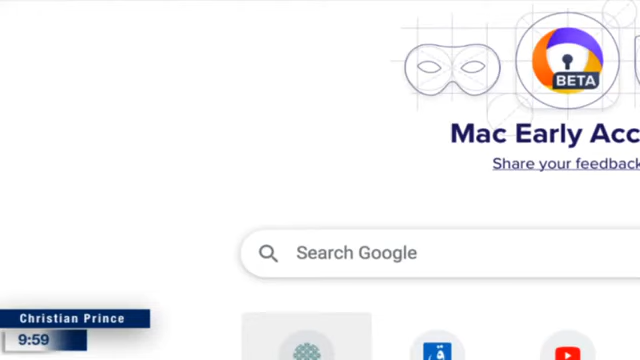 BETA
Mac Early Acc
Share your feedback
Search Google
Christian Prince
9:59
ق